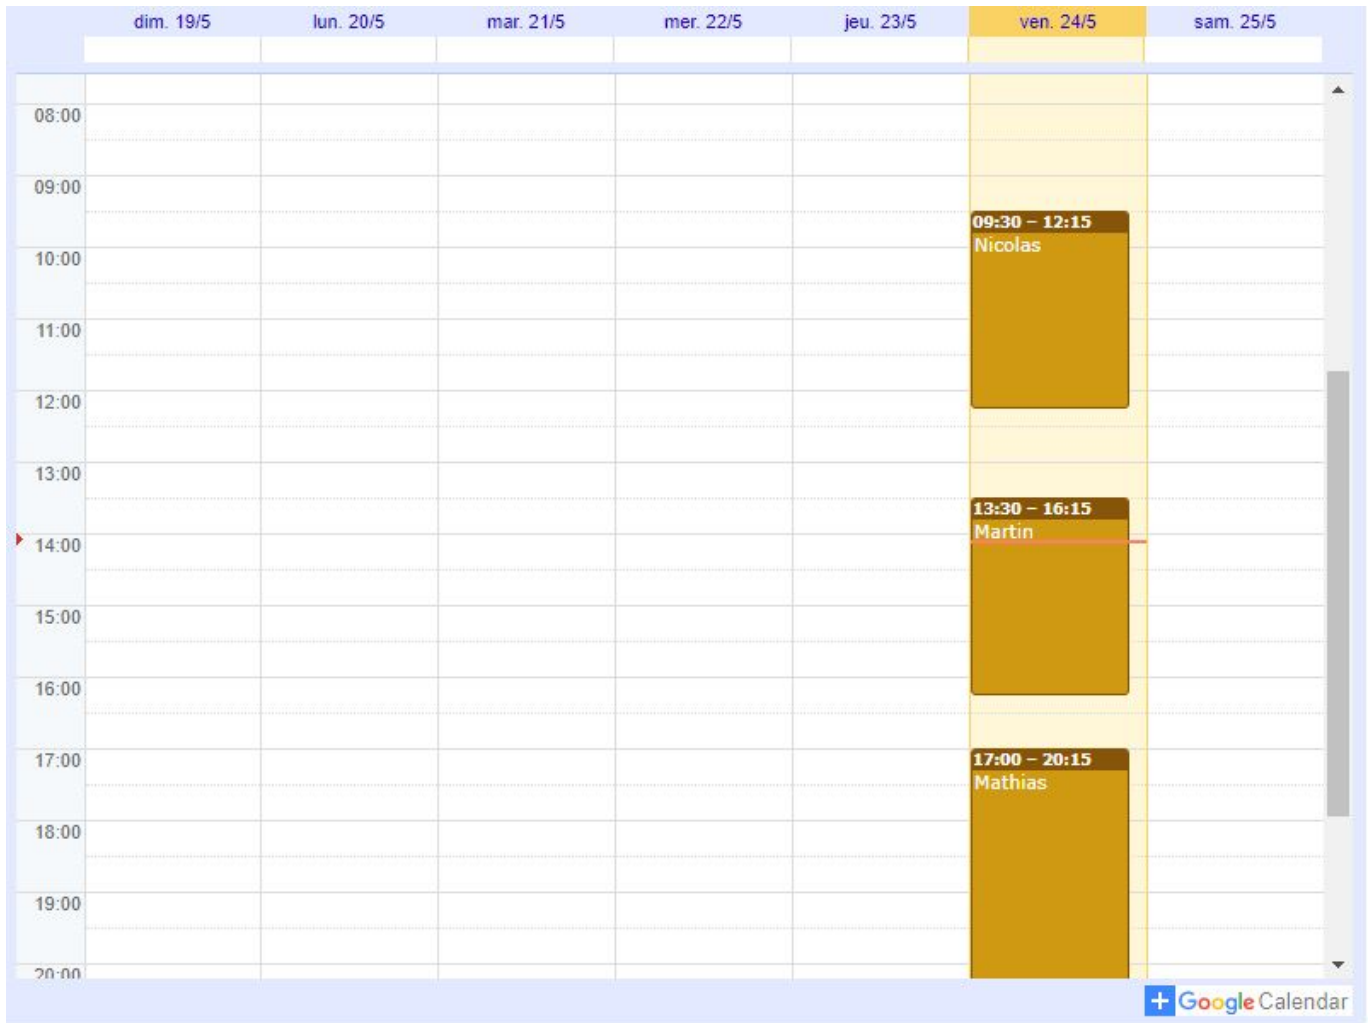 dim. 19/5 lun. 20/5 mar. 21/5 mer. 22/5 jeu. 23/5 ven. 24/5 sam. 25/5
08:00
09:00
09:30 – 12:15
Nicolas
10:00
11:00
12:00
13:00
13:30 – 16:15
Martin
14:00
15:00
16:00
17:00
17:00 – 20:15
Mathias
18:00
19:00
20:00
Google Calendar